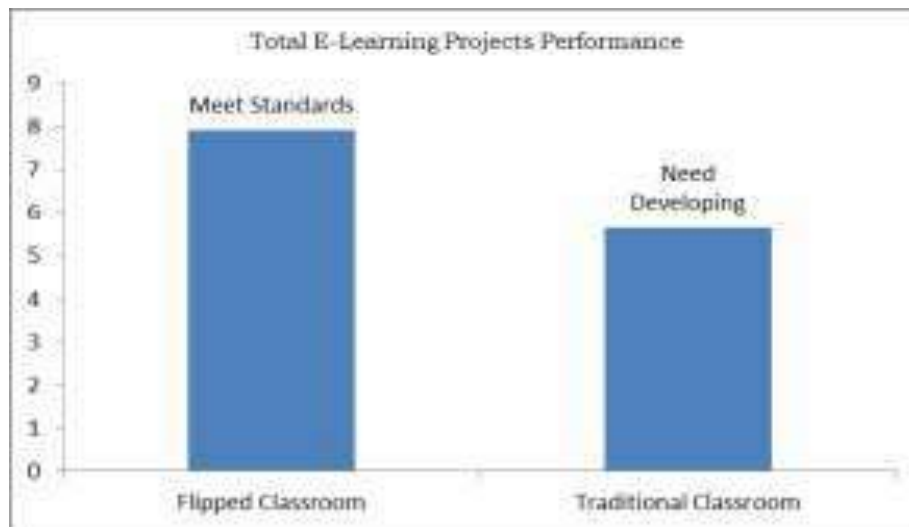 Total E-Learning Projects Performance
9
8
7
6
5
4
3
2
1
0
Meet Standards
Need
Developing
Flipped Classroom
Traditional Classroom